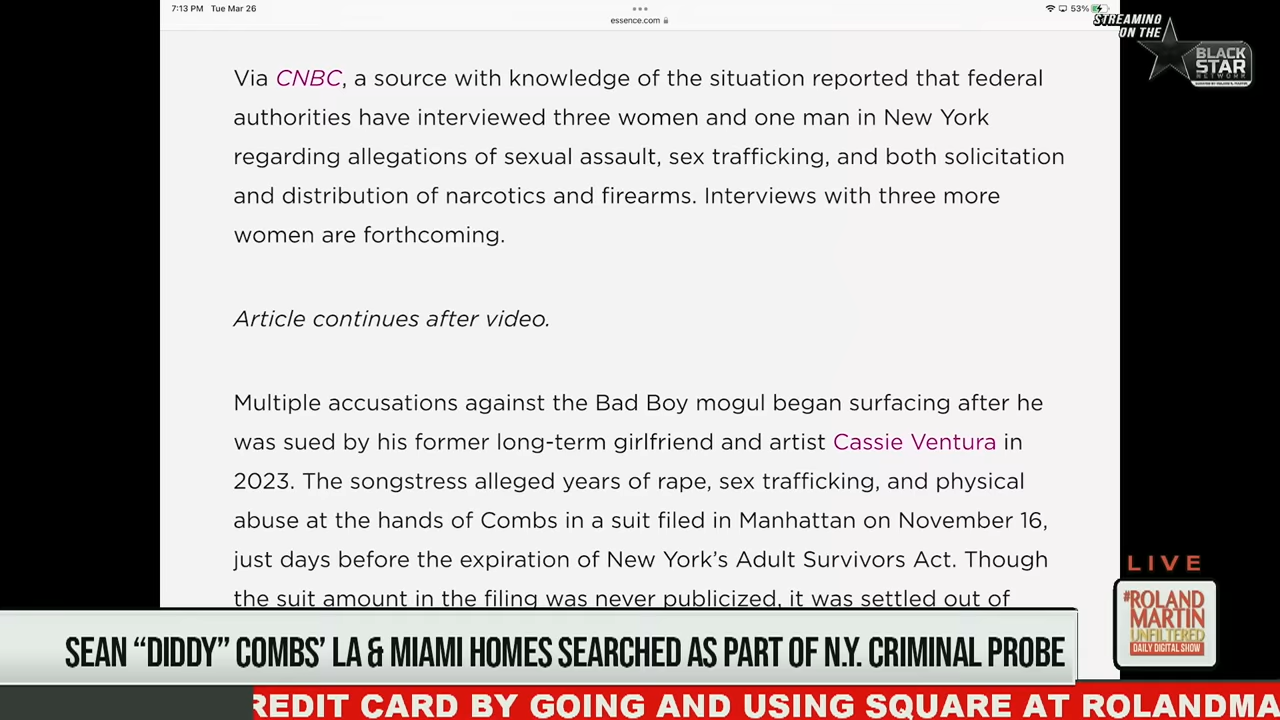 7:13 PM Tue Mar 26
essence.com
53%
STREAMING
ON THE
BLACK
STAR
NETWORK
Via CNBC, a source with knowledge of the situation reported that federal
authorities have interviewed three women and one man in New York
regarding allegations of sexual assault, sex trafficking, and both solicitation
and distribution of narcotics and firearms. Interviews with three more
women are forthcoming.
Article continues after video.
Multiple accusations against the Bad Boy mogul began surfacing after he
was sued by his former long-term girlfriend and artist Cassie Ventura in
2023. The songstress alleged years of rape, sex trafficking, and physical
abuse at the hands of Combs in a suit filed in Manhattan on November 16,
just days before the expiration of New York’s Adult Survivors Act. Though
the suit amount in the filing was never publicized, it was settled out of
LIVE
#ROLAND
MARTIN
UNFILTERED
DAILY DIGITAL SHOW
SEAN “DIDDY” COMBS’ LA & MIAMI HOMES SEARCHED AS PART OF N.Y. CRIMINAL PROBE
REDIT CARD BY GOING AND USING SQUARE AT ROLANDMA